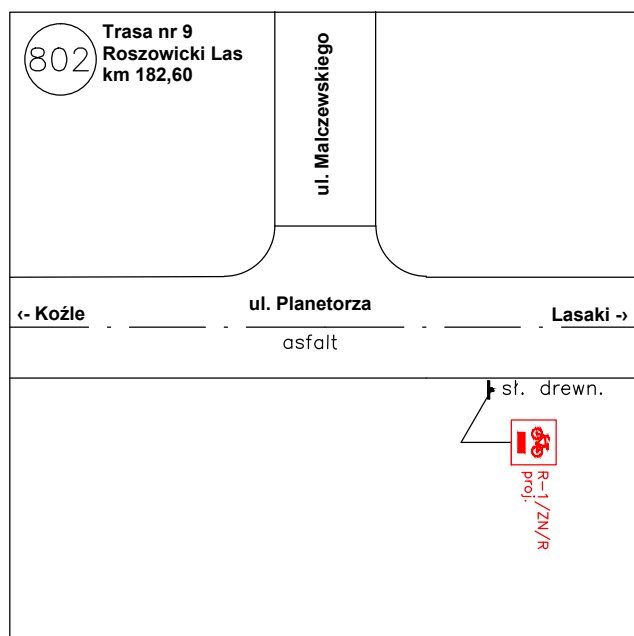 802
Trasa nr 9
Roszowicki Las
km 182,60
ul. Malczewskiego
<- Koźle
ul. Planetorza
Lasaki ->
asfalt
sł. drewn.
R-1/ZN/R
proj.